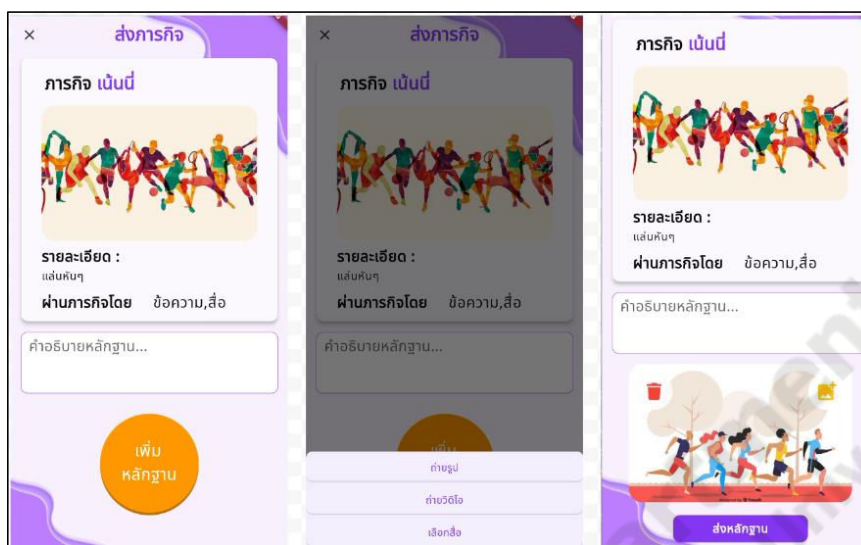 ×
ส่งภารกิจ
ภารกิจ เน้นนี่
รายละเอียด :
แล่นหันๆ
ผ่านภารกิจโดย ข้อความ,สื่อ
คำอธิบายหลักฐาน...
เพิ่ม
หลักฐาน
×
ส่งภารกิจ
ภารกิจ เน้นนี่
รายละเอียด :
แล่นหันๆ
ผ่านภารกิจโดย ข้อความ,สื่อ
คำอธิบายหลักฐาน...
เพิ่ม
ถ่ายรูป
ถ่ายวิดิโอ
เลือกสื่อ
ภารกิจ เน้นนี่
รายละเอียด :
แล่นหันๆ
ผ่านภารกิจโดย ข้อความ,สื่อ
คำอธิบายหลักฐาน...
ส่งหลักฐาน